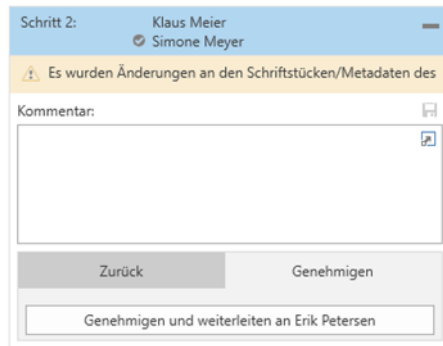 Schritt 2: Klaus Meier
Simone Meyer
Es wurden Änderungen an den Schriftstücken/Metadaten des
Kommentar:
Zurück Genehmigen
Genehmigen und weiterleiten an Erik Petersen